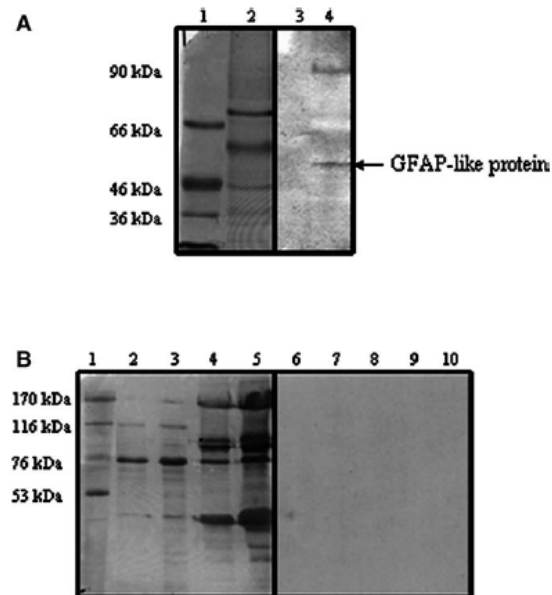 A
1 2 3 4
90 kDa
66 kDa
46 kDa
36 kDa
GFAP-like protein
B
1 2 3 4 5 6 7 8 9 10
170 kDa
116 kDa
76 kDa
53 kDa